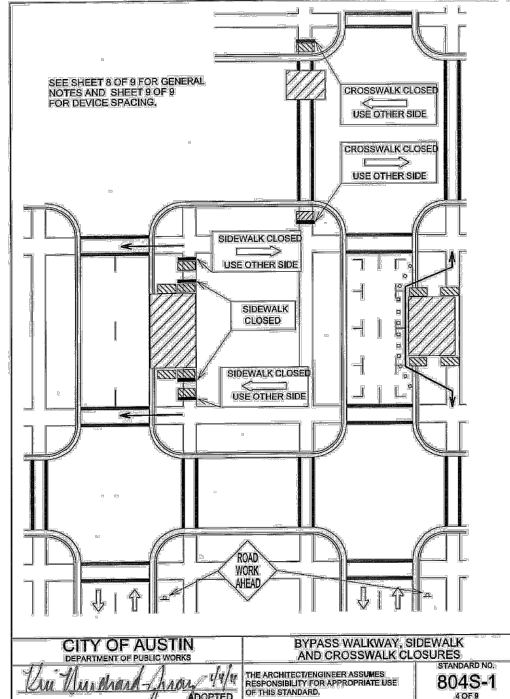 SEE SHEET 8 OF 9 FOR GENERAL
NOTES AND SHEET 9 OF 9
FOR DEVICE SPACING.
CROSSWALK CLOSED
USE OTHER SIDE
CROSSWALK CLOSED
USE OTHER SIDE
SIDEWALK CLOSED
USE OTHER SIDE
SIDEWALK
CLOSED
SIDEWALK CLOSED
USE OTHER SIDE
ROAD
WORK
AHEAD
CITY OF AUSTIN
DEPARTMENT OF PUBLIC WORKS
ADOPTED
BYPASS WALKWAY, SIDEWALK
AND CROSSWALK CLOSURES
THE ARCHITECT/ENGINEER ASSUMES
RESPONSIBILITY FOR APPROPRIATE USE
OF THIS STANDARD.
STANDARD NO.
804S-1
4 OF 9